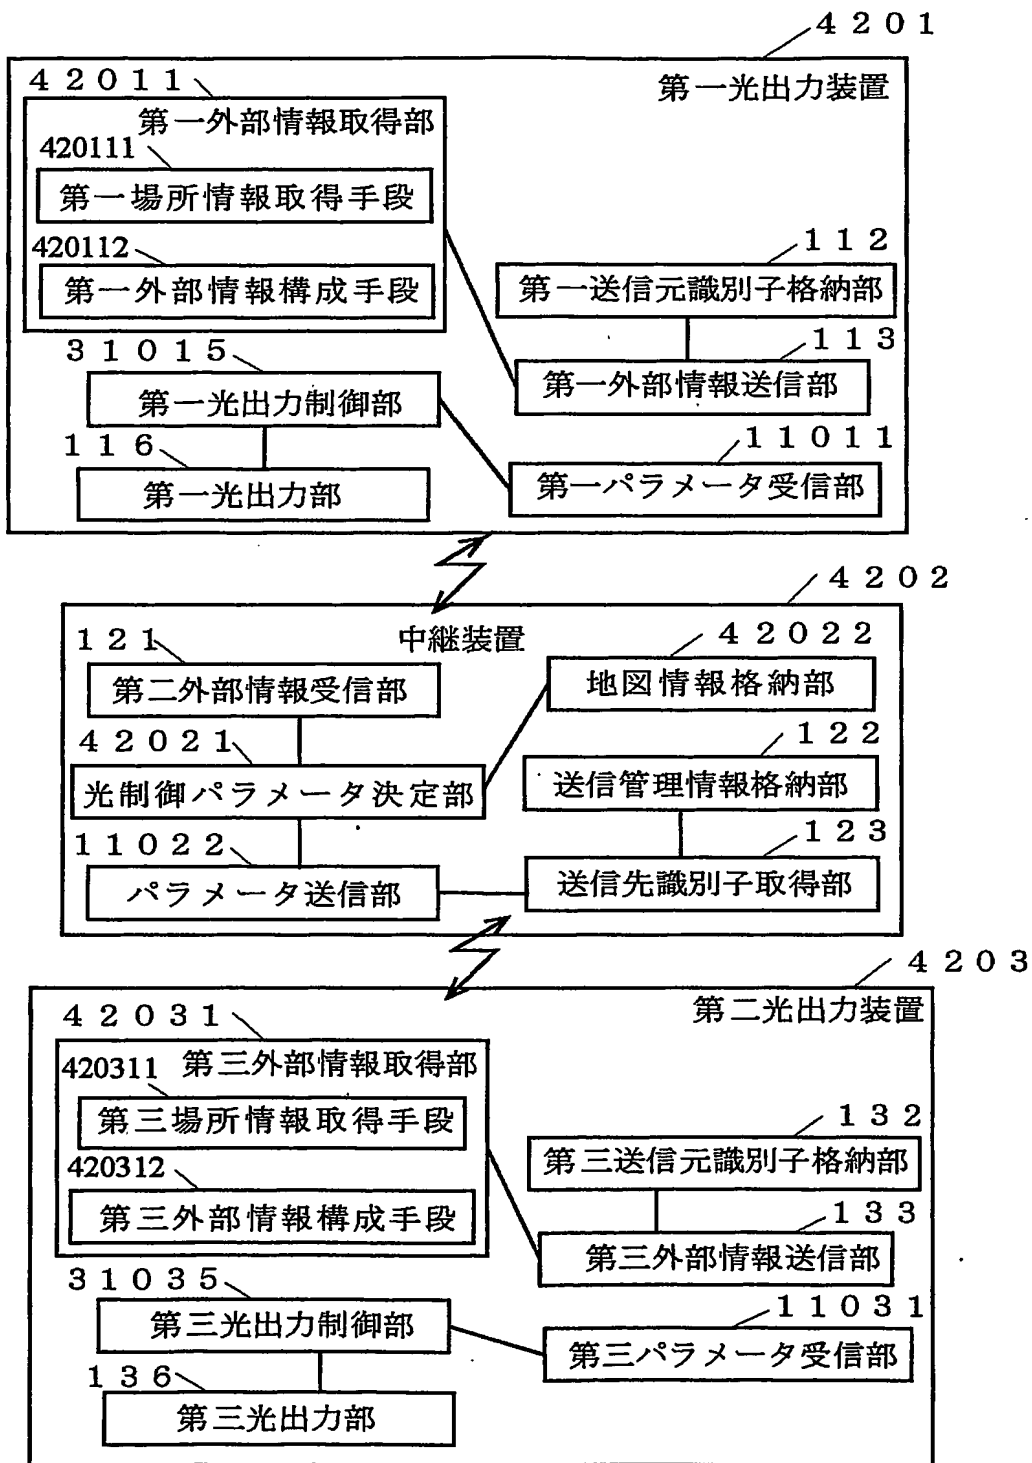 4201
第一光出力装置
42011
第一外部情報取得部
420111
第一場所情報取得手段
420112
第一外部情報構成手段
112
第一送信元識別子格納部
113
第一外部情報送信部
31015
第一光出力制御部
116
第一光出力部
11011
第一パラメータ受信部
4202
中継装置
121
第二外部情報受信部
42022
地図情報格納部
42021
光制御パラメータ決定部
122
送信管理情報格納部
11022
パラメータ送信部
123
送信先識別子取得部
4203
第二光出力装置
42031
第三外部情報取得部
420311
第三場所情報取得手段
420312
第三外部情報構成手段
132
第三送信元識別子格納部
133
第三外部情報送信部
31035
第三光出力制御部
136
第三光出力部
11031
第三パラメータ受信部